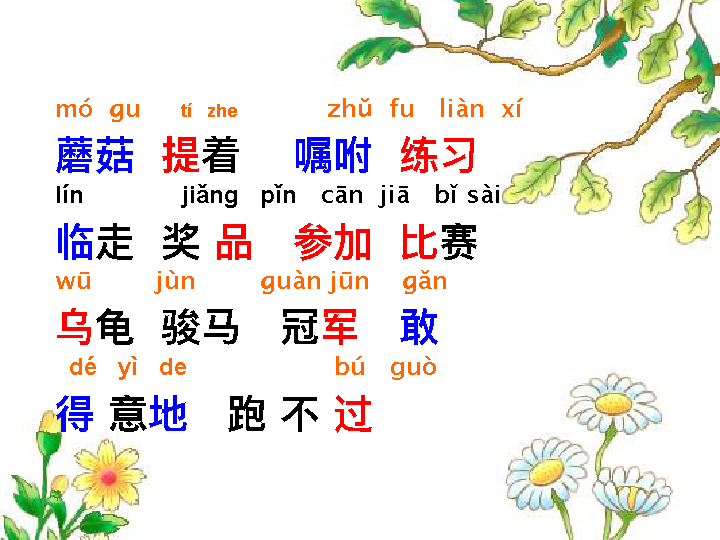 mó gu tí zhe zhǔ fu liàn xí
蘑菇 提着 嘱咐 练习
lín jiǎng pǐn cān jiā bǐ sài
临走 奖 品 参加 比赛
wū jùn guàn jūn gǎn
乌龟 骏马 冠军 敢
dé yì de bú guò
得 意地 跑 不 过